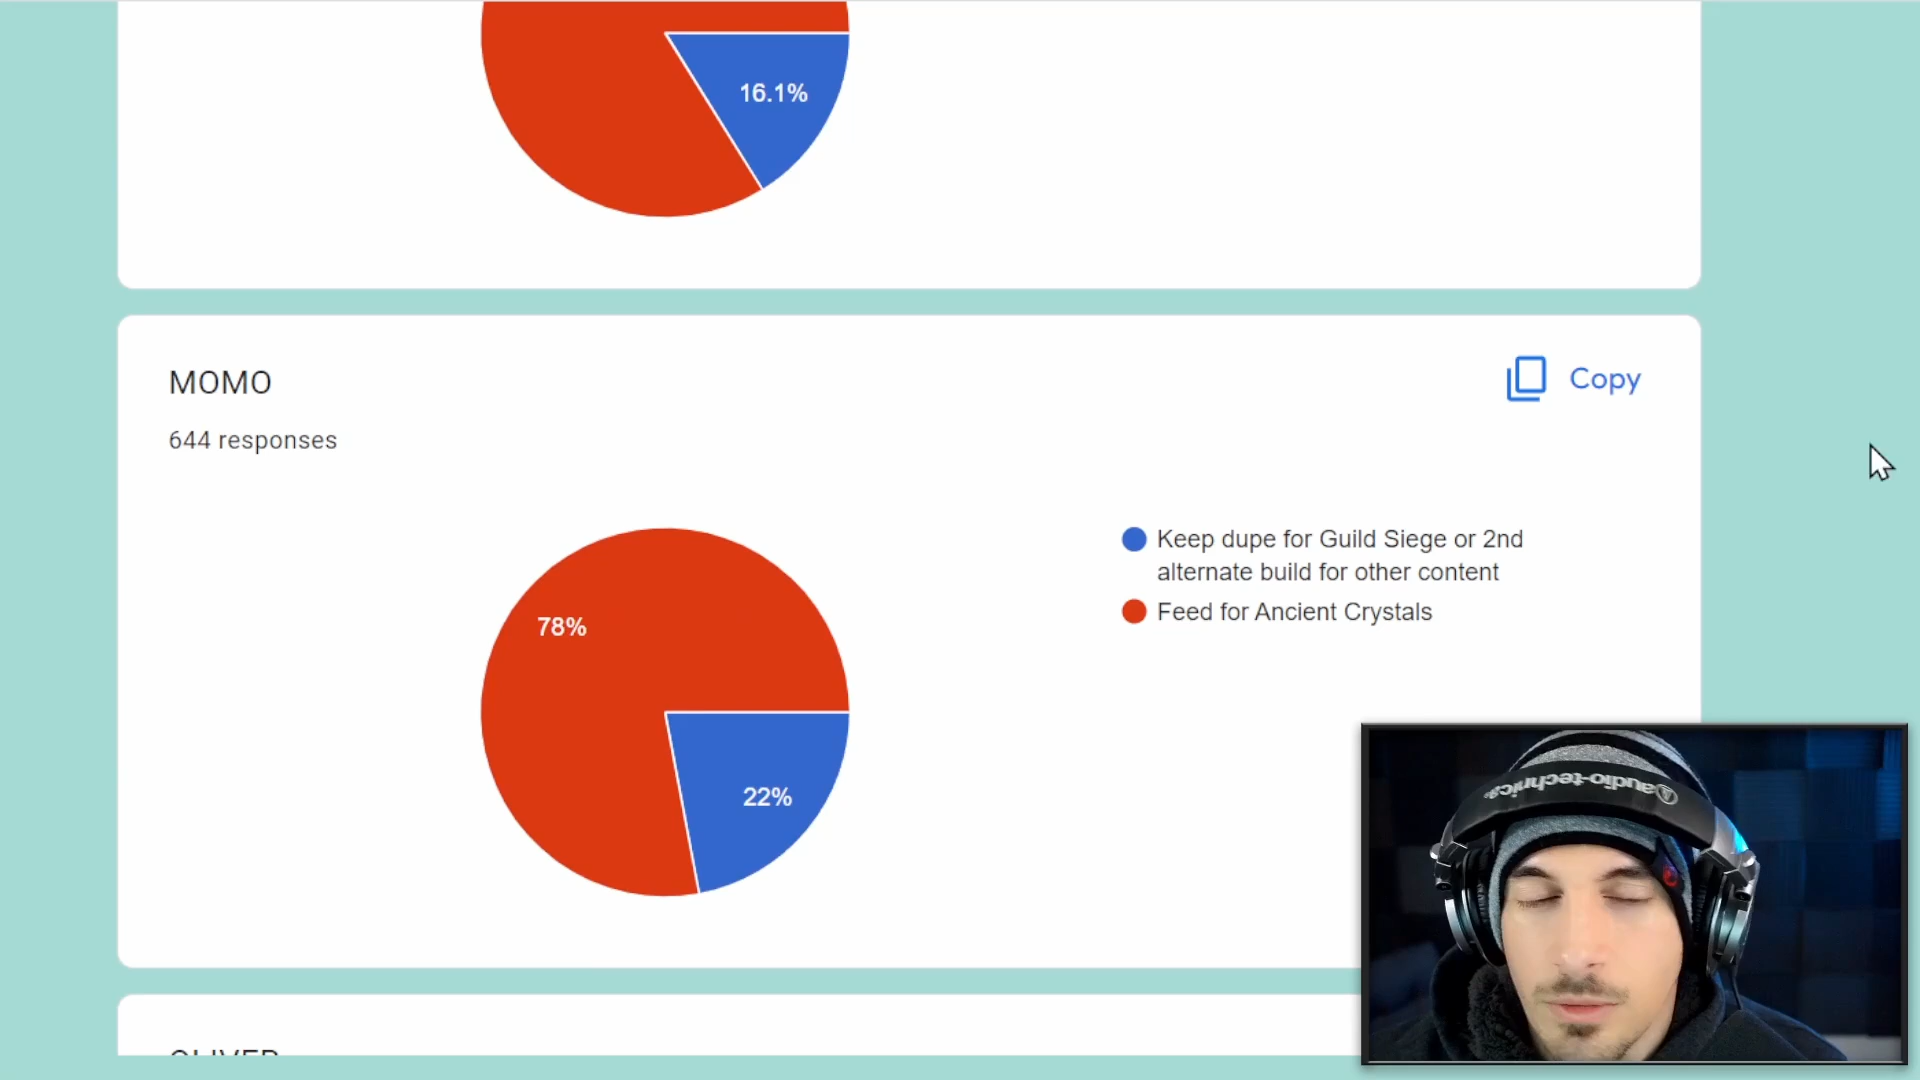 16.1%
MOMO
Copy
644 responses
Keep dupe for Guild Siege or 2nd
alternate build for other content
Feed for Ancient Crystals
78%
22%
audio-technica
OLIVER